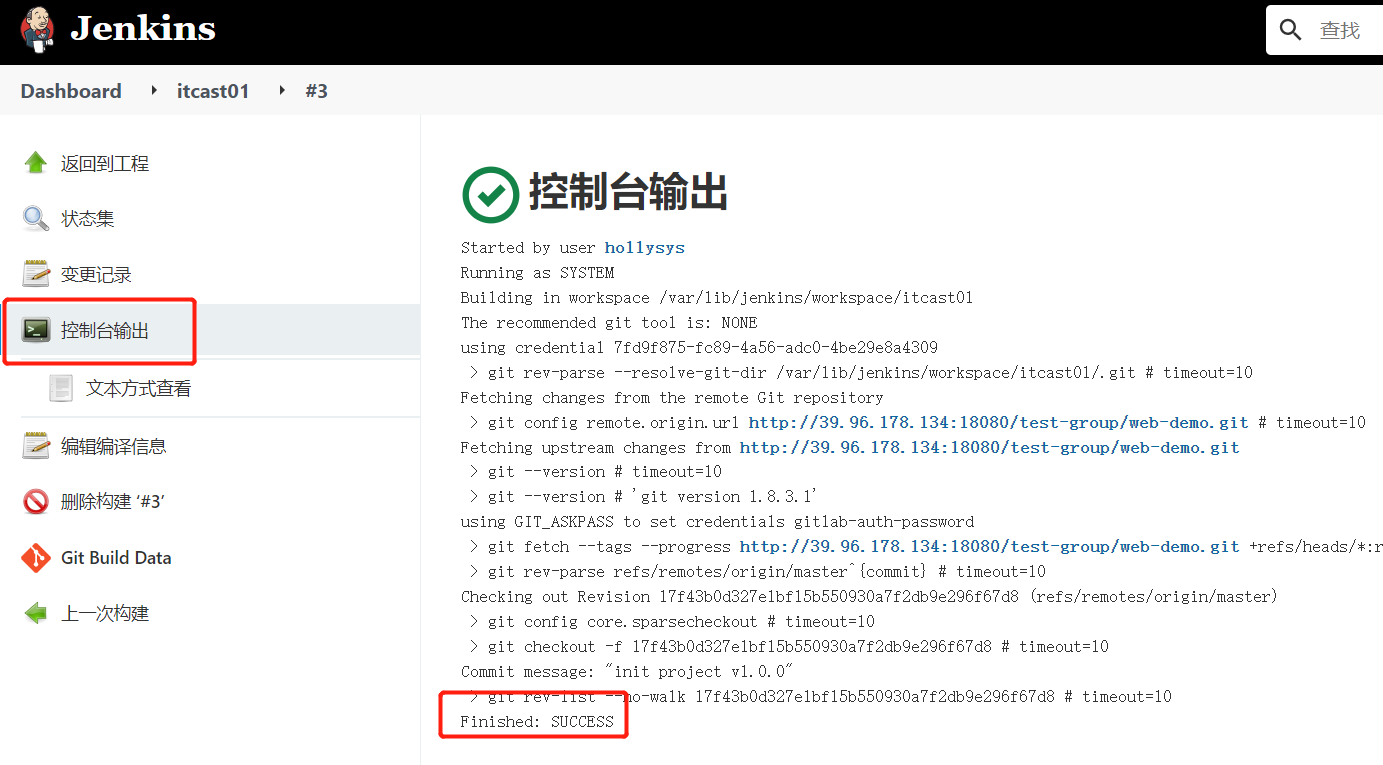 Jenkins
查找
Dashboard itcast01 #3
返回到工程
状态集
变更记录
控制台输出
文本方式查看
编辑编译信息
删除构建 ‘#3’
Git Build Data
上一次构建
控制台输出
Started by user hollysys
Running as SYSTEM
Building in workspace /var/lib/jenkins/workspace/itcast01
The recommended git tool is: NONE
using credential 7fd9f875-fc89-4a56-adc0-4be29e8a4309
> git rev-parse --resolve-git-dir /var/lib/jenkins/workspace/itcast01/.git # timeout=10
Fetching changes from the remote Git repository
> git config remote.origin.url http://39.96.178.134:18080/test-group/web-demo.git # timeout=10
Fetching upstream changes from http://39.96.178.134:18080/test-group/web-demo.git
> git --version # timeout=10
> git --version # 'git version 1.8.3.1'
using GIT_ASKPASS to set credentials gitlab-auth-password
> git fetch --tags --progress http://39.96.178.134:18080/test-group/web-demo.git +refs/heads/*:r
> git rev-parse refs/remotes/origin/master^{commit} # timeout=10
Checking out Revision 17f43b0d327e1bf15b550930a7f2db9e296f67d8 (refs/remotes/origin/master)
> git config core.sparsecheckout # timeout=10
> git checkout -f 17f43b0d327e1bf15b550930a7f2db9e296f67d8 # timeout=10
Commit message: "init project v1.0.0"
> git rev-list --no-walk 17f43b0d327e1bf15b550930a7f2db9e296f67d8 # timeout=10
Finished: SUCCESS